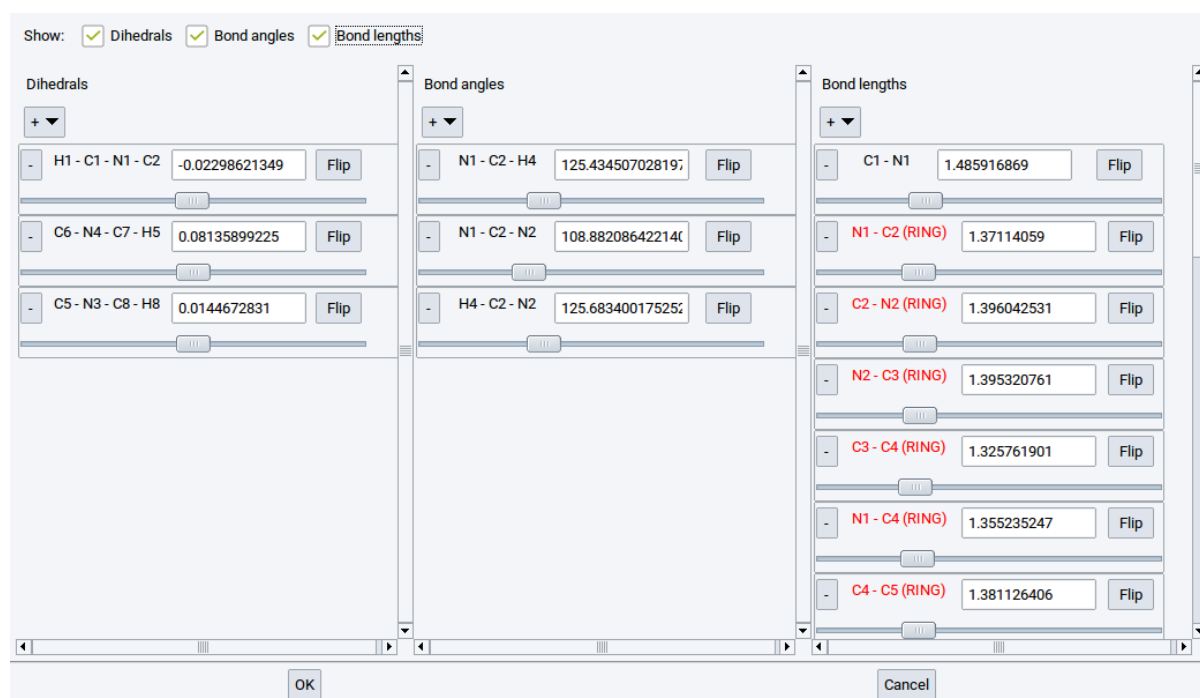 Show: Dihedrals Bond angles Bond lengths
Dihedrals
+
- H1 - C1 - N1 - C2 -0.02298621349 Flip
- C6 - N4 - C7 - H5 0.08135899225 Flip
- C5 - N3 - C8 - H8 0.0144672831 Flip
Bond angles
+
- N1 - C2 - H4 125.434507028197 Flip
- N1 - C2 - N2 108.882086422140 Flip
- H4 - C2 - N2 125.683400175252 Flip
Bond lengths
+
- C1 - N1 1.485916869 Flip
- N1 - C2 (RING) 1.37114059 Flip
- C2 - N2 (RING) 1.396042531 Flip
- N2 - C3 (RING) 1.395320761 Flip
- C3 - C4 (RING) 1.325761901 Flip
- N1 - C4 (RING) 1.355235247 Flip
- C4 - C5 (RING) 1.381126406 Flip
OK Cancel